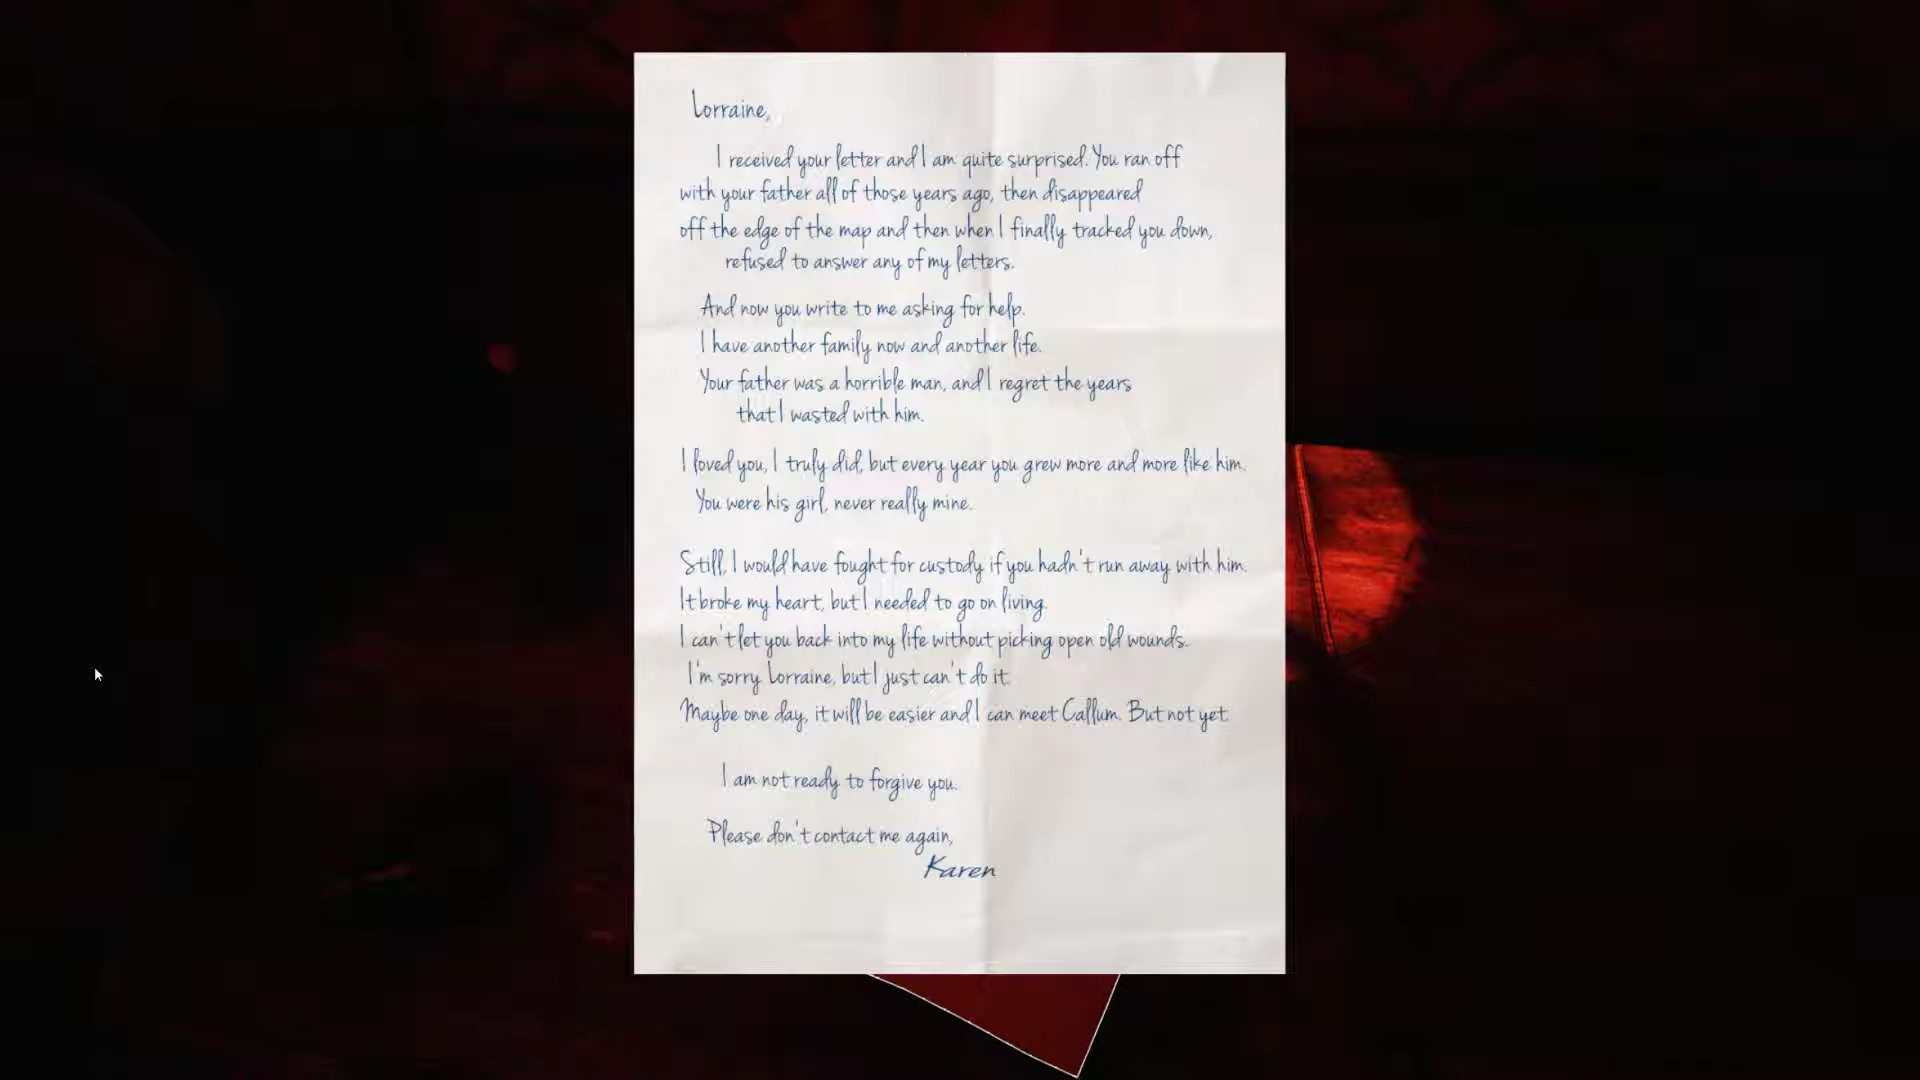 Lorraine,
I received your letter and I am quite surprised. You ran off
with your father all of those years ago, then disappeared
off the edge of the map and then when I finally tracked you down,
refused to answer any of my letters.
And now you write to me asking for help.
I have another family now and another life.
Your father was a horrible man, and I regret the years
that I wasted with him.
I loved you, I truly did, but every year you grew more and more like him.
You were his girl, never really mine.
Still, I would have fought for custody if you hadn't run away with him.
It broke my heart, but I needed to go on living.
I can't let you back into my life without picking open old wounds.
I'm sorry Lorraine, but I just can't do it.
Maybe one day, it will be easier and I can meet Callum. But not yet.
I am not ready to forgive you.
Please don't contact me again,
Karen